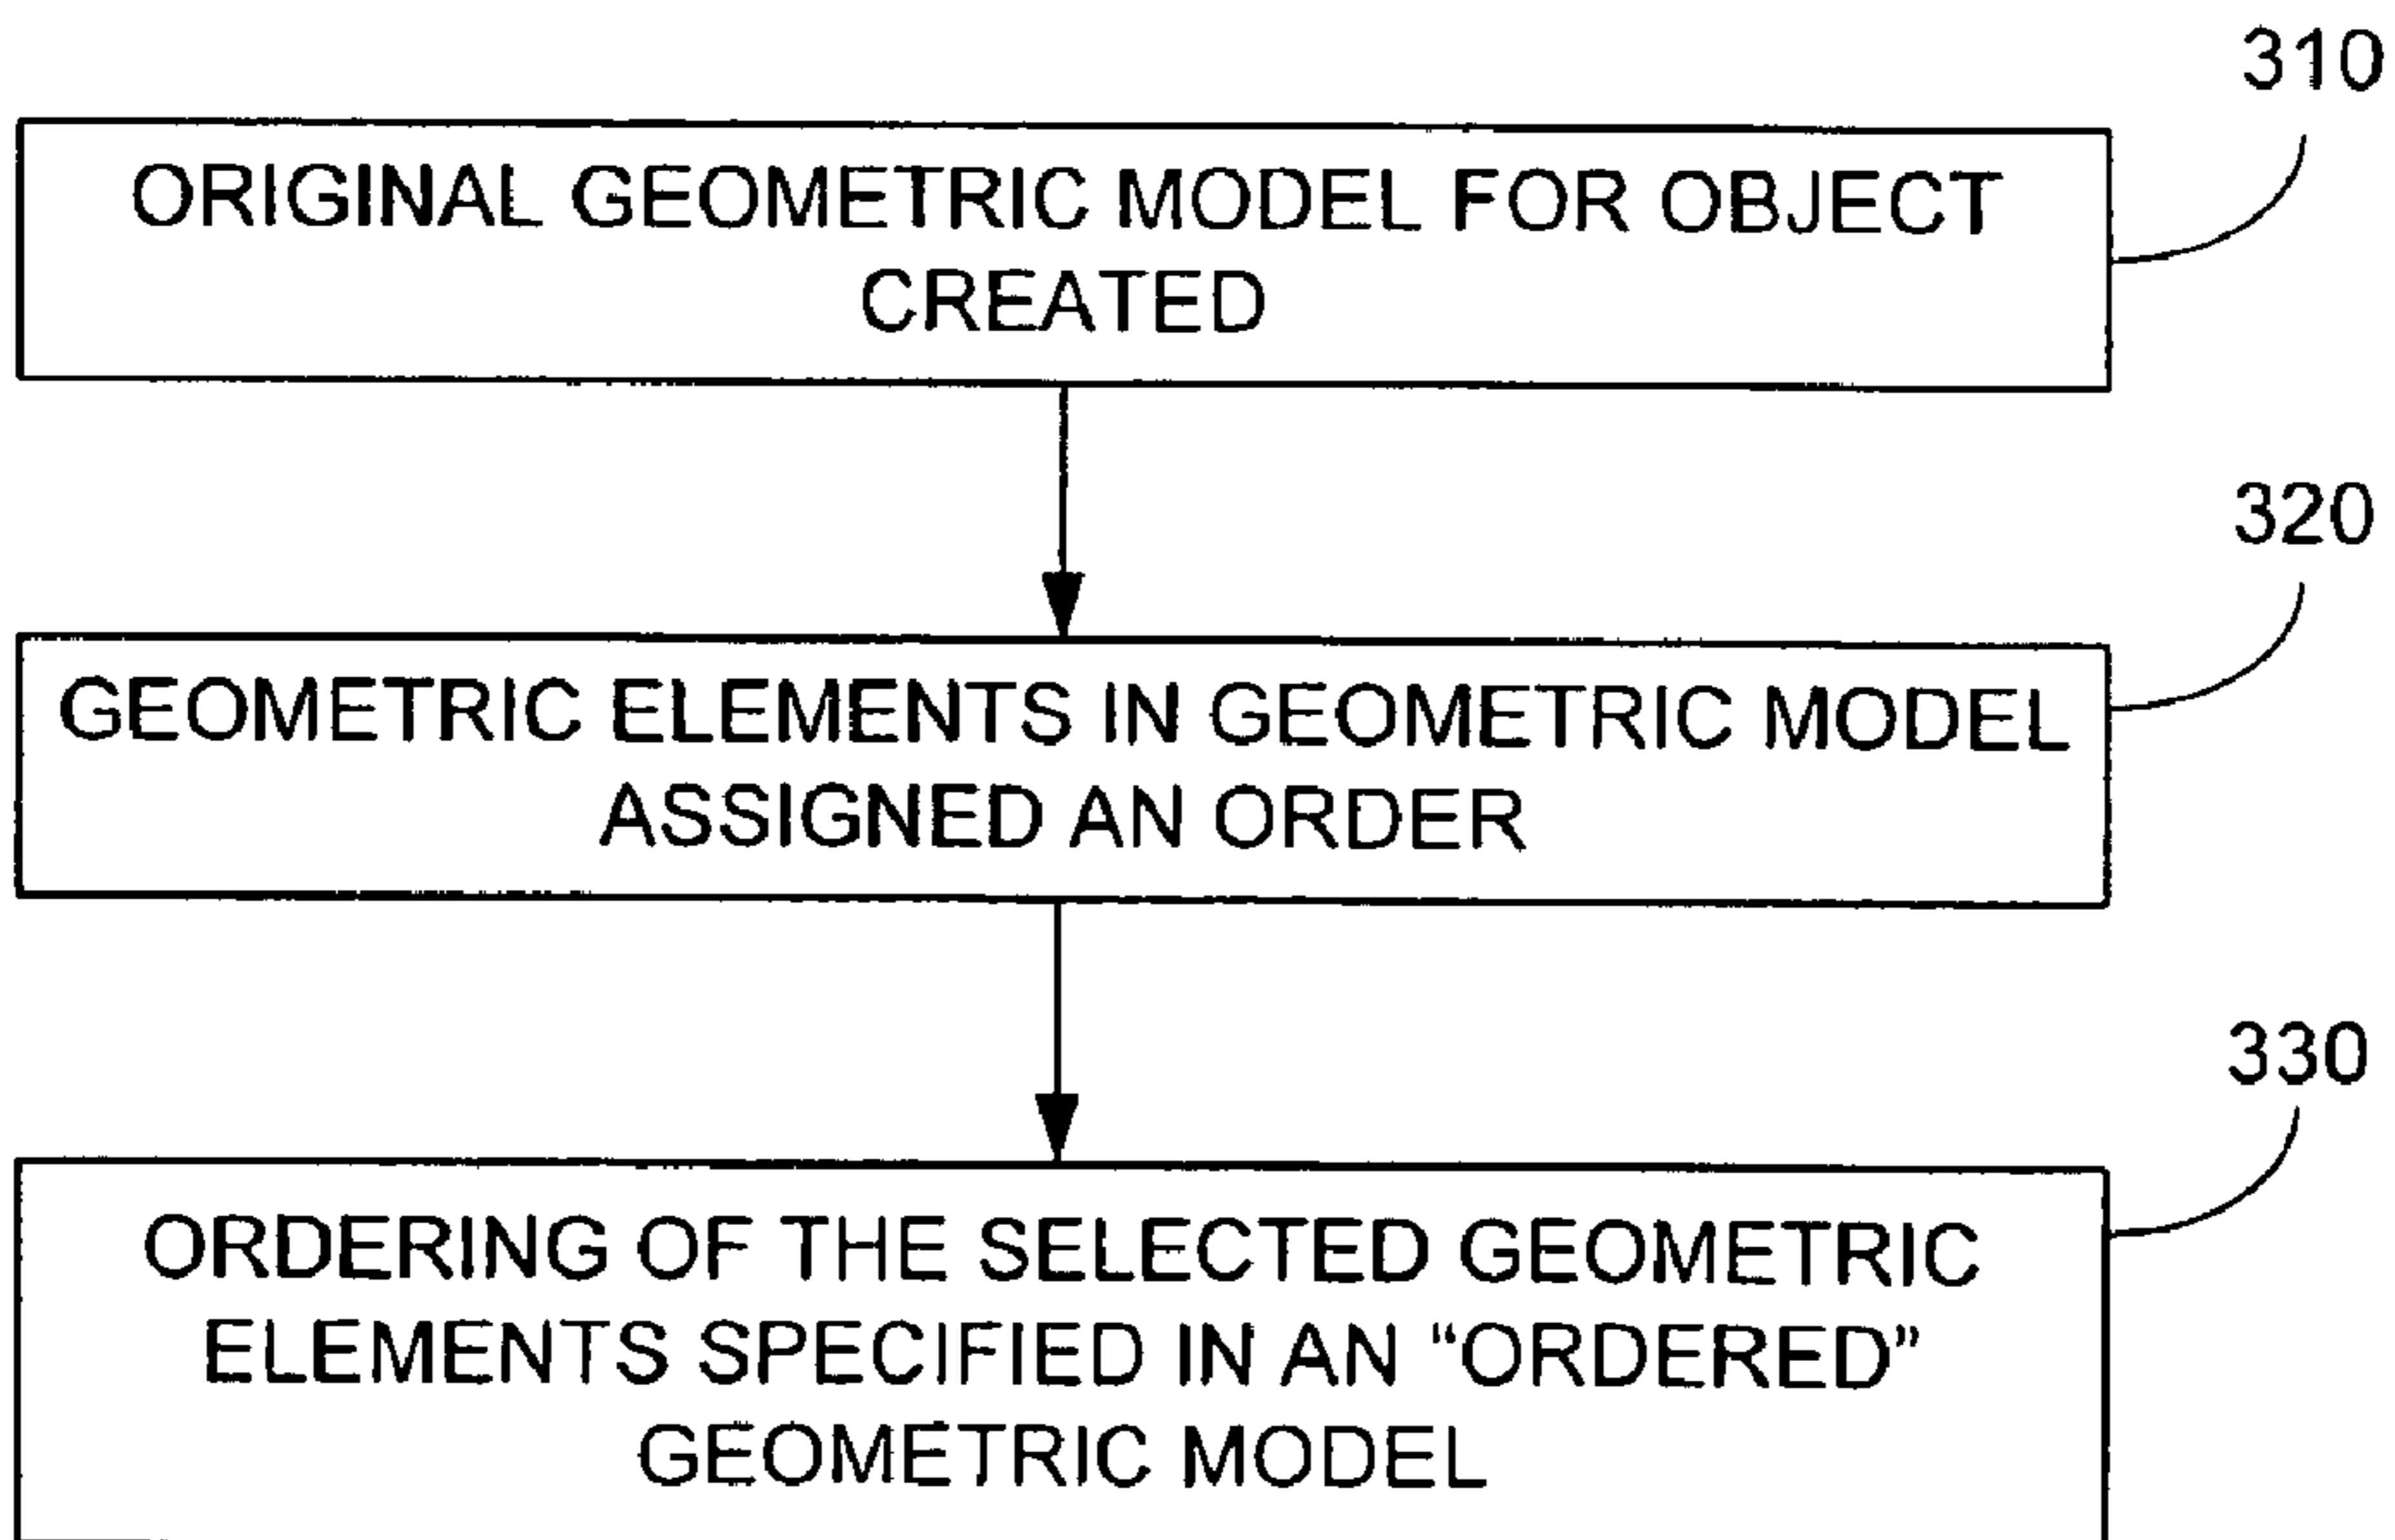 310
ORIGINAL GEOMETRIC MODEL FOR OBJECT
CREATED
320
GEOMETRIC ELEMENTS IN GEOMETRIC MODEL
ASSIGNED AN ORDER
330
ORDERING OF THE SELECTED GEOMETRIC
ELEMENTS SPECIFIED IN AN “ORDERED”
GEOMETRIC MODEL